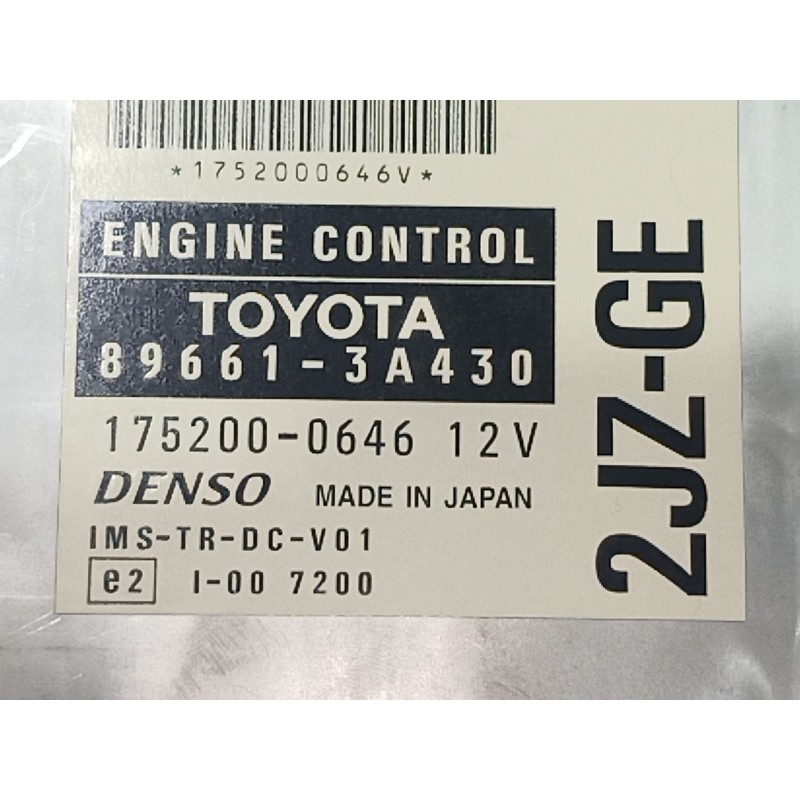 *1752000646V*
ENGINE CONTROL
TOYOTA
89661-3A430
175200-0646 12V
DENSO MADE IN JAPAN
IMS-TR-DC-V01
e2 I-00 7200
2JZ-GE